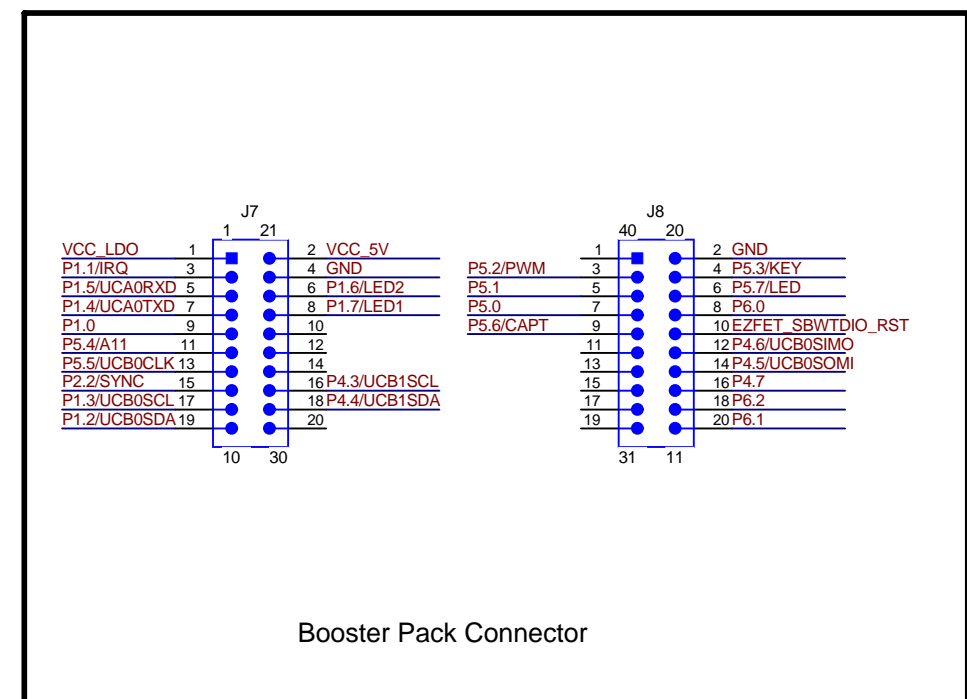 J7
1 21
VCC_LDO 1 2 VCC_5V
P1.1/IRQ 3 4 GND
P1.5/UCA0RXD 5 6 P1.6/LED2
P1.4/UCA0TXD 7 8 P1.7/LED1
P1.0 9 10
P5.4/A11 11 12
P5.5/UCB0CLK 13 14
P2.2/SYNC 15 16 P4.3/UCB1SCL
P1.3/UCB0SCL 17 18 P4.4/UCB1SDA
P1.2/UCB0SDA 19 20
10 30
J8
40 20
1 2 GND
P5.2/PWM 3 4 P5.3/KEY
P5.1 5 6 P5.7/LED
P5.0 7 8 P6.0
P5.6/CAPT 9 10 EZFET_SBWTDIO_RST
11 12 P4.6/UCB0SIMO
13 14 P4.5/UCB0SOMI
15 16 P4.7
17 18 P6.2
19 20 P6.1
31 11
Booster Pack Connector